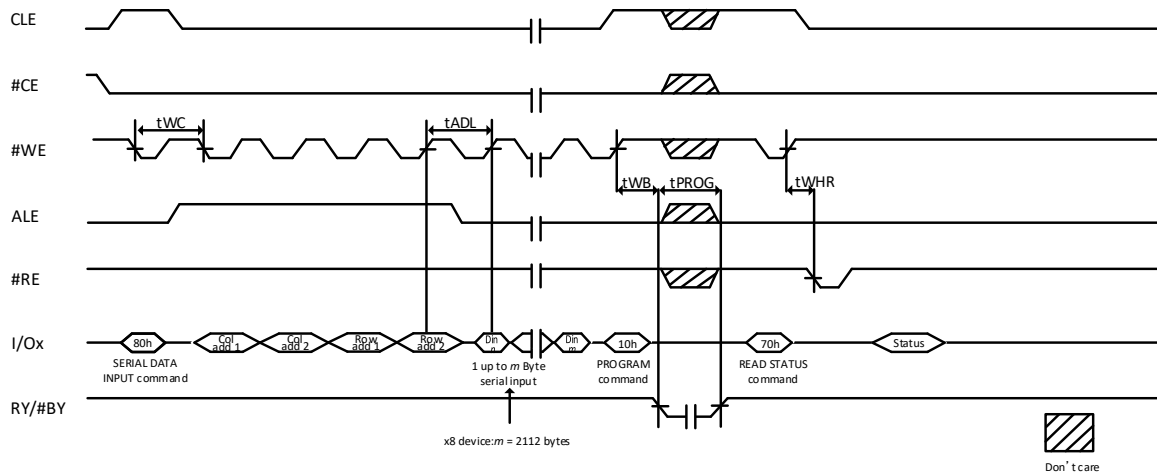 CLE
#CE
tWC
tADL
#WE
tWB
tPROG
tWHR
ALE
#RE
I/Ox
80h
Col
add 1
Col
add 2
Row
add 1
Row
add 2
Din
n
Din
m
10h
70h
Status
SERIAL DATA
INPUT command
1 up to m Byte
serial input
PROGRAM
command
READ STATUS
command
RY/#BY
x8 device:m = 2112 bytes
Don't care